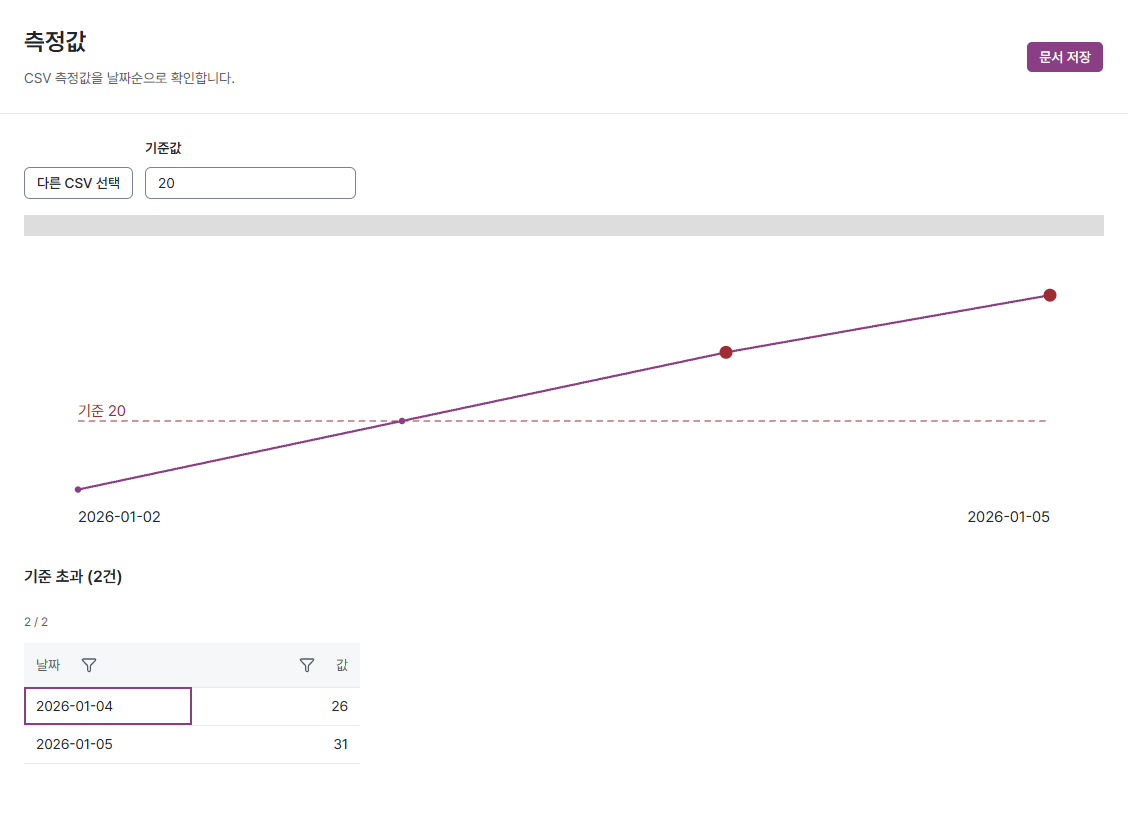 측정값
CSV 측정값을 날짜순으로 확인합니다.
문서 저장
기준값
다른 CSV 선택
20
기준 20
2026-01-02
2026-01-05
기준 초과 (2건)
2 / 2
날짜 값
2026-01-04 26
2026-01-05 31